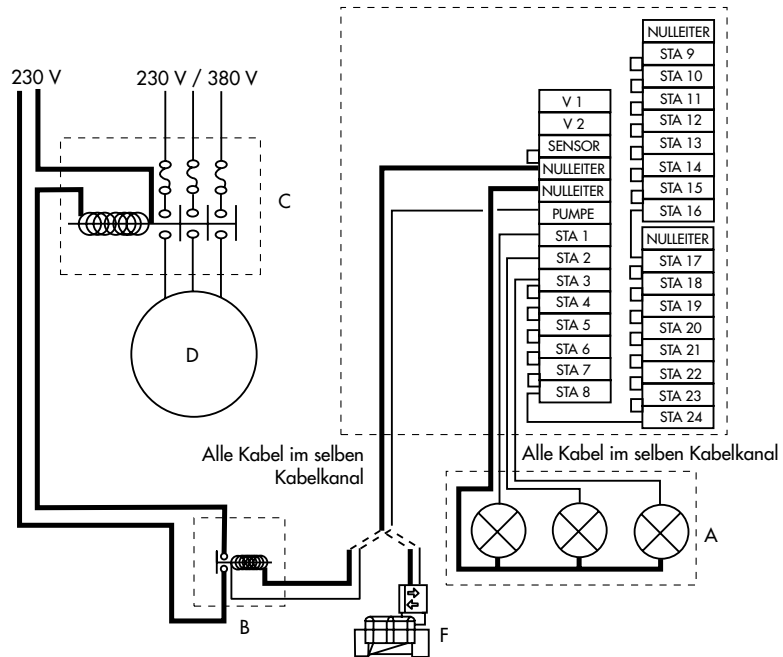 230 V
230 V / 380 V
C
D
V 1
V 2
SENSOR
NULLEITER
NULLEITER
PUMPE
STA 1
STA 2
STA 3
STA 4
STA 5
STA 6
STA 7
STA 8
NULLEITER
STA 9
STA 10
STA 11
STA 12
STA 13
STA 14
STA 15
STA 16
NULLEITER
STA 17
STA 18
STA 19
STA 20
STA 21
STA 22
STA 23
STA 24
Alle Kabel im selben
Kabelkanal
Alle Kabel im selben Kabelkanal
A
B
F